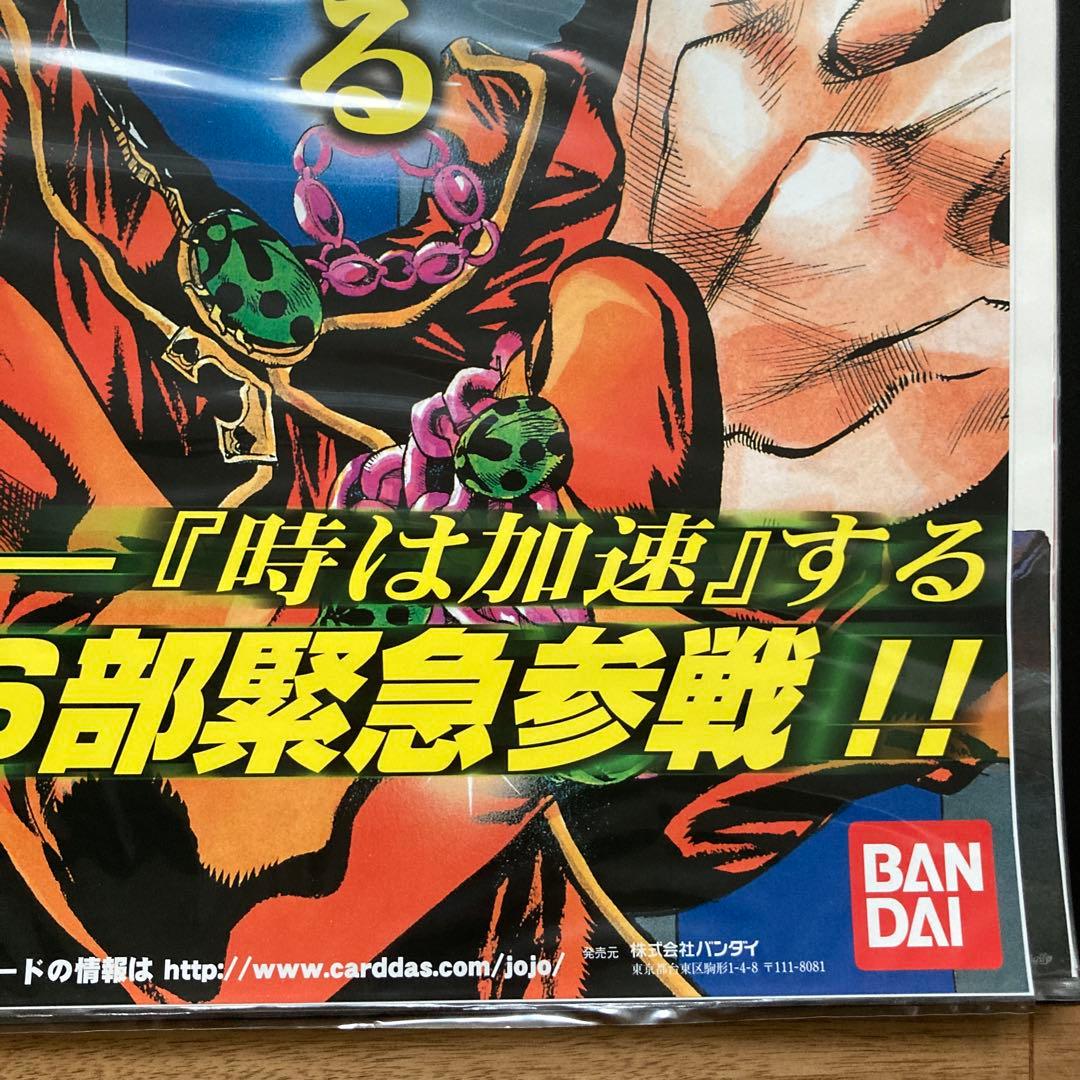 る
――『時は加速』する
6部緊急参戦!!
BAN
DAI
ードの情報は http://www.carddas.com/jojo/
発売元 株式会社バンダイ
東京都台東区駒形1-4-8 〒111-8081